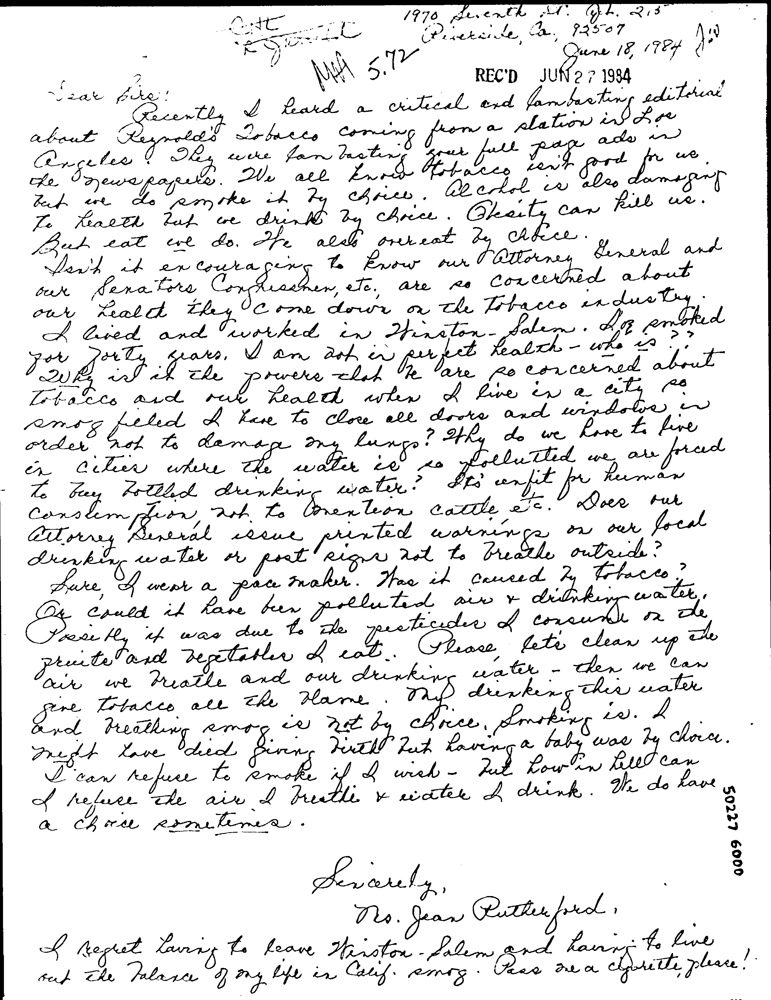 1970 Seventh St. Apt. 215
Riverside, Ca, 92507
June 18, 1984
5.72
REC'D JUN 27 1984
Dear Sirs:
Recently I heard a critical and lambasting editorial
about Reynolds Tobacco coming from a station in Los
Angeles. They were lambasting your full page ads in
the newspapers. We all know tobacco isn't good for us
but we do smoke it by choice. Alcohol is also damaging
to health but we drink by choice. Obesity can kill us.
But eat we do. We also overeat by choice.
Isn't it encouraging to know our Attorney General and
our Senators Congressmen, etc, are so concerned about
our health they come down on the tobacco industry.
I lived and worked in Winston-Salem. I've smoked
for forty years. I am not in perfect health - who is??
Why is it the powers that be are so concerned about
tobacco and our health when I live in a city so
smog filled I have to close all doors and windows in
order not to damage my lungs? Why do we have to live
in cities where the water is so pollutted we are forced
to buy bottled drinking water? It's unfit for human
consumption, not to mention cattle etc. Does our
Attorney General issue printed warnings on our local
drinking water or post signs not to breathe outside?
Sure, I wear a pace maker. Was it caused by tobacco?
Or could it have been polluted air & drinking water.
Possibly it was due to the pesticides I consume on the
fruits and vegetables I eat. Please, let's clean up the
air we breathe and our drinking water - then we can
give tobacco all the blame. My drinking this water
and breathing smog is not by choice. Smoking is. I
might have died giving birth but having a baby was by choice.
I can refuse to smoke if I wish - but how in hell can
I refuse the air I breathe & water I drink. We do have
a choice sometimes.
Sincerely,
Ms. Jean Rutherford,
I regret having to leave Winston-Salem and having to live
out the balance of my life in Calif. smog. Pass me a cigarette, please!
50227 6000